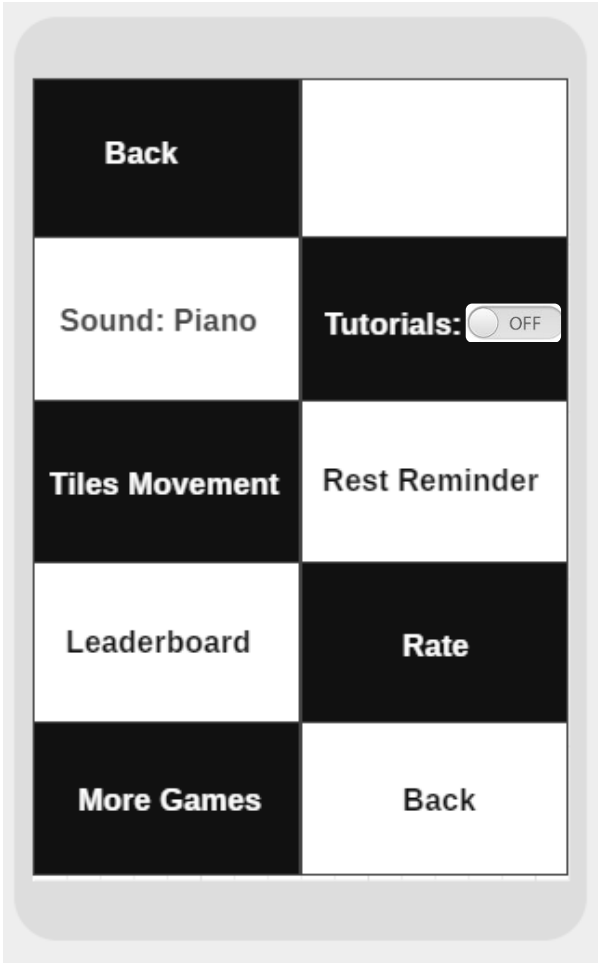 Back
Sound: Piano
Tutorials: OFF
Tiles Movement
Rest Reminder
Leaderboard
Rate
More Games
Back